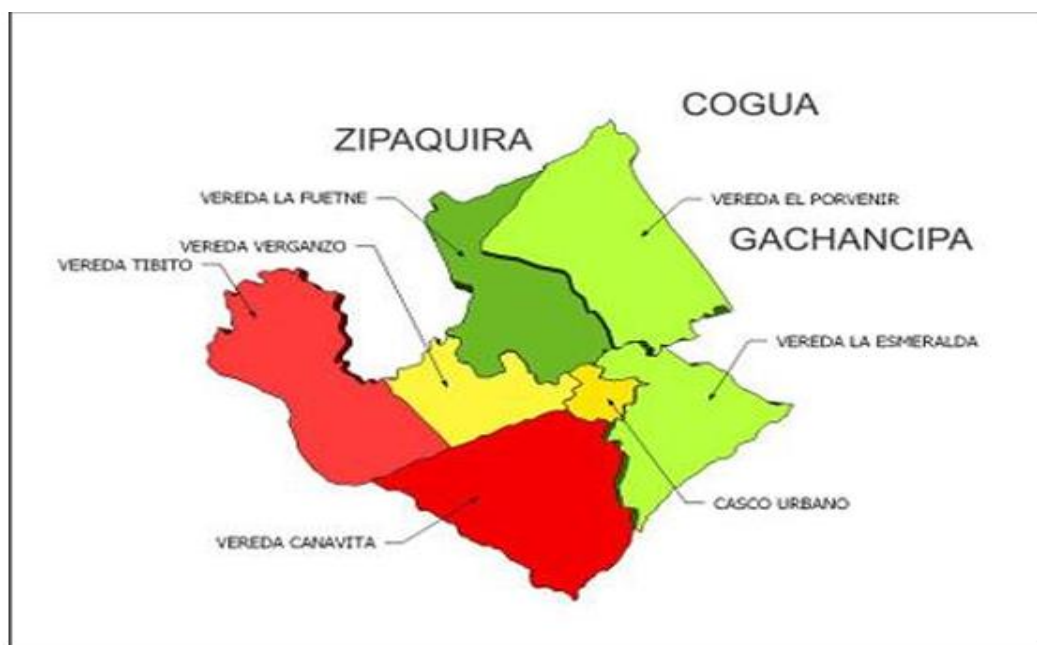 COGUA
ZIPAQUIRA
VEREDA LA FUETNE
VEREDA EL PORVENIR
GACHANCIPA
VEREDA VERGANZO
VEREDA TIBITO
VEREDA LA ESMERALDA
CASCO URBANO
VEREDA CANAVITA